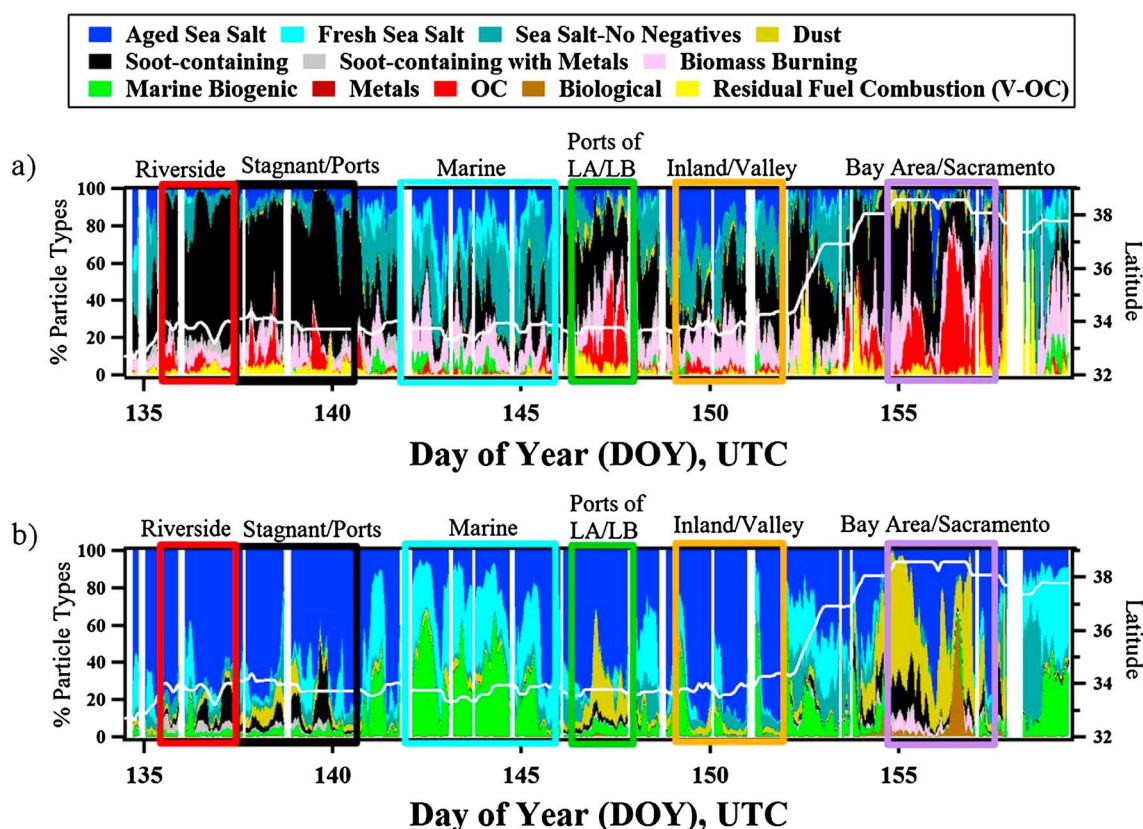 Aged Sea Salt Fresh Sea Salt Sea Salt-No Negatives Dust
Soot-containing Soot-containing with Metals Biomass Burning
Marine Biogenic Metals OC Biological Residual Fuel Combustion (V-OC)
a)
Riverside Stagnant/Ports Marine Ports of LA/LB Inland/Valley Bay Area/Sacramento
% Particle Types
100
80
60
40
20
0
38
36
34
32
Latitude
135 140 145 150 155
Day of Year (DOY), UTC
b)
Riverside Stagnant/Ports Marine Ports of LA/LB Inland/Valley Bay Area/Sacramento
% Particle Types
100
80
60
40
20
0
38
36
34
32
Latitude
135 140 145 150 155
Day of Year (DOY), UTC